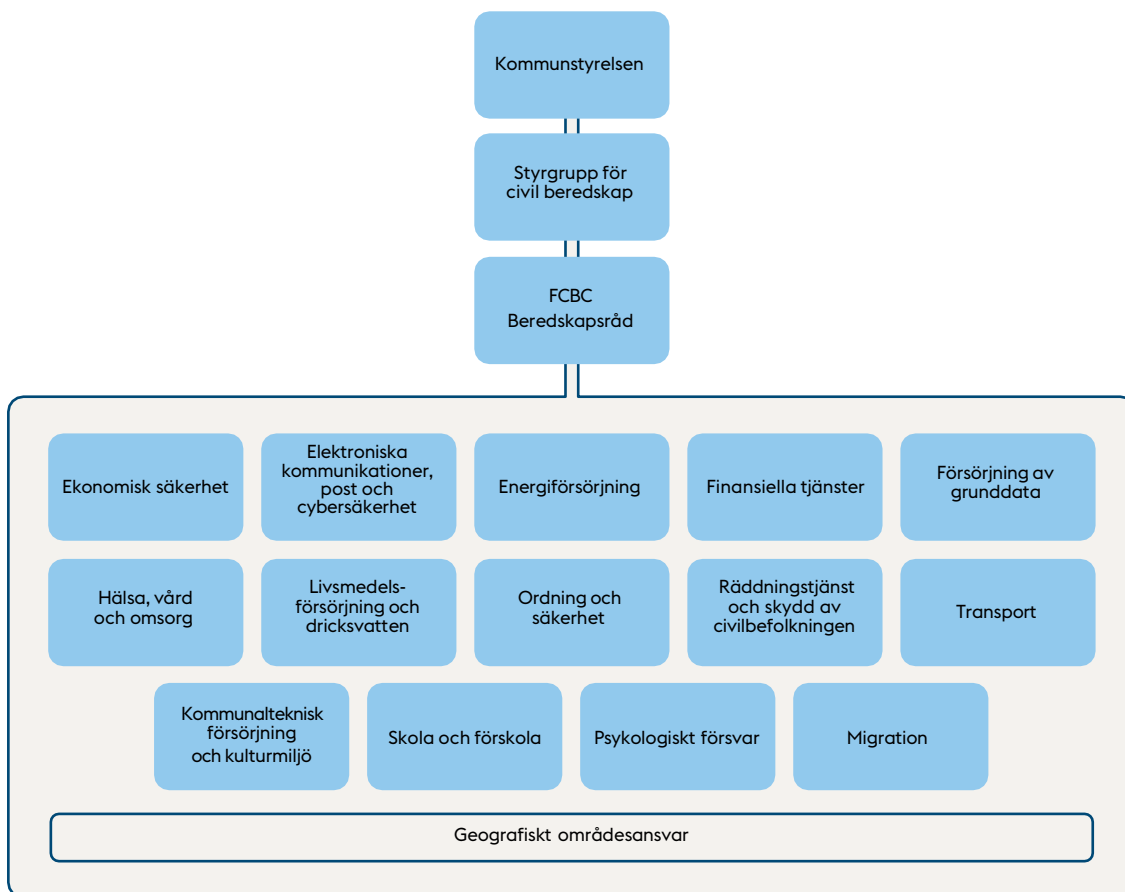 Kommunstyrelsen
Styrgrupp för
civil beredskap
FCBC
Beredskapsråd
Ekonomisk säkerhet
Elektroniska
kommunikationer,
post och
cybersäkerhet
Energiförsörjning
Finansiella tjänster
Försörjning av
grunddata
Hälsa, vård
och omsorg
Livsmedels-
försörjning och
dricksvatten
Ordning och
säkerhet
Räddningstjänst
och skydd av
civilbefolkningen
Transport
Kommunalteknisk
försörjning
och kulturmiljö
Skola och förskola
Psykologiskt försvar
Migration
Geografiskt områdesansvar